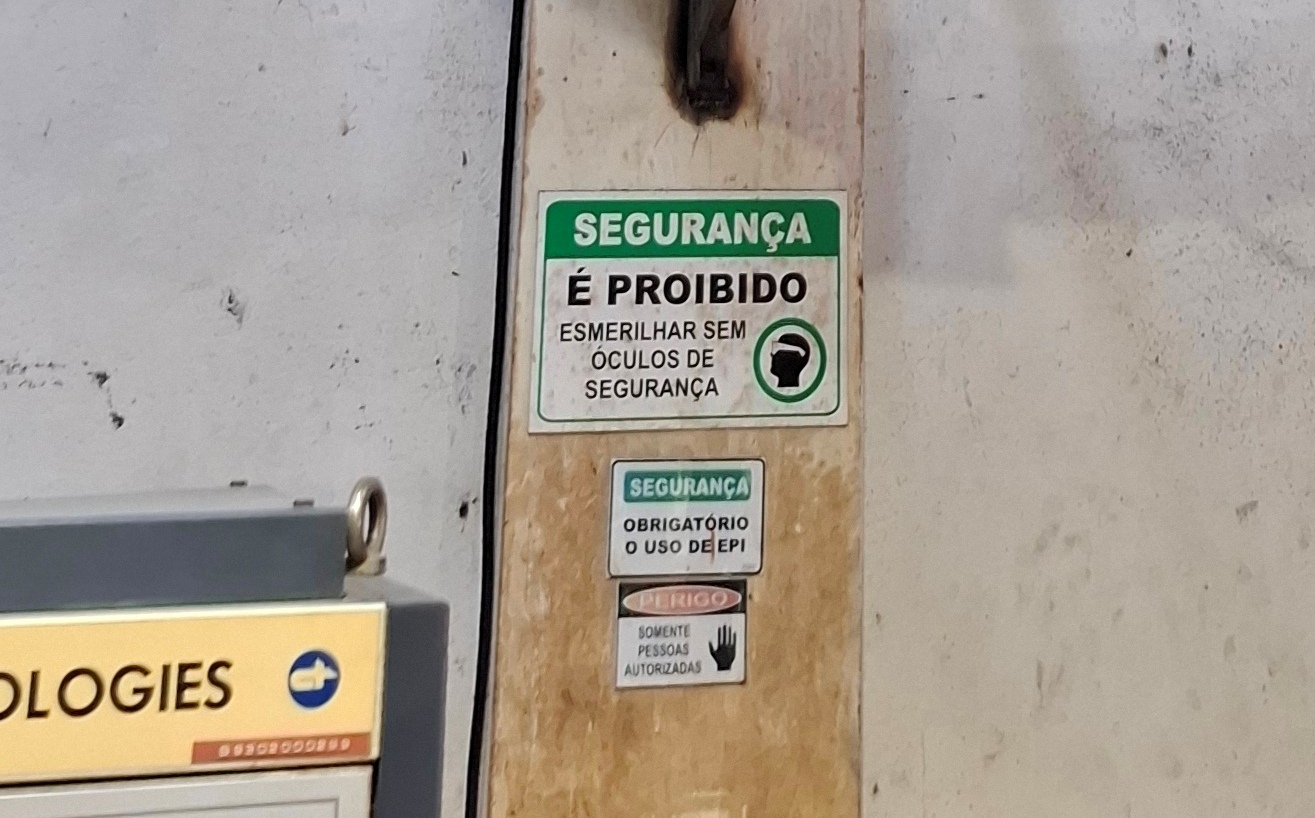 SEGURANÇA
É PROIBIDO
ESMERILHAR SEM
ÓCULOS DE
SEGURANÇA
SEGURANÇA
OBRIGATÓRIO
O USO DE EPI
PERIGO
SOMENTE
PESSOAS
AUTORIZADAS
OLOGIES